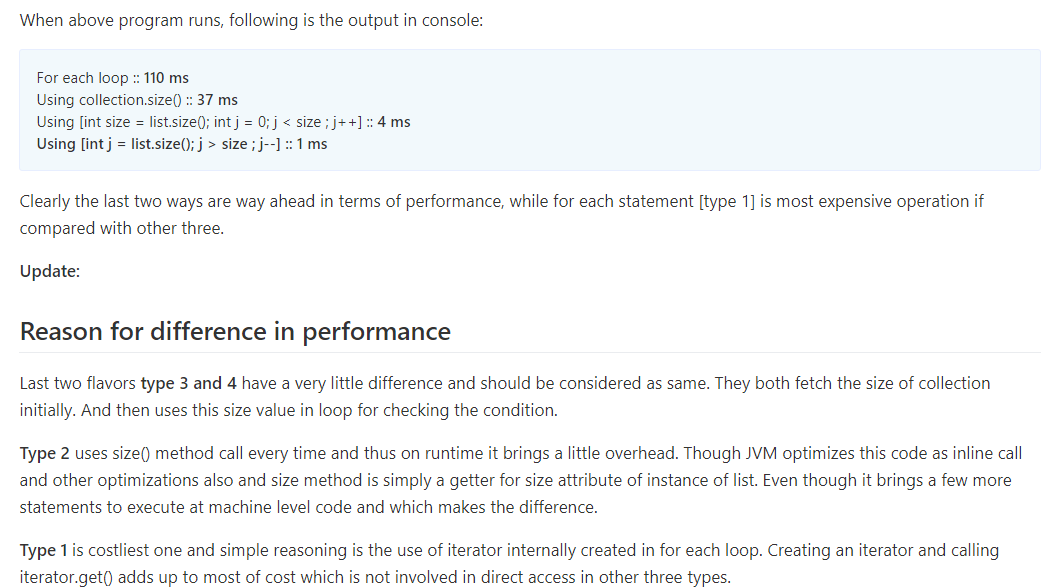 When above program runs, following is the output in console:
For each loop :: 110 ms
Using collection.size() :: 37 ms
Using [int size = list.size(); int j = 0; j < size ; j++] :: 4 ms
Using [int j = list.size(); j > size ; j--] :: 1 ms
Clearly the last two ways are way ahead in terms of performance, while for each statement [type 1] is most expensive operation if
compared with other three.
Update:
Reason for difference in performance
Last two flavors type 3 and 4 have a very little difference and should be considered as same. They both fetch the size of collection
initially. And then uses this size value in loop for checking the condition.
Type 2 uses size() method call every time and thus on runtime it brings a little overhead. Though JVM optimizes this code as inline call
and other optimizations also and size method is simply a getter for size attribute of instance of list. Even though it brings a few more
statements to execute at machine level code and which makes the difference.
Type 1 is costliest one and simple reasoning is the use of iterator internally created in for each loop. Creating an iterator and calling
iterator.get() adds up to most of cost which is not involved in direct access in other three types.